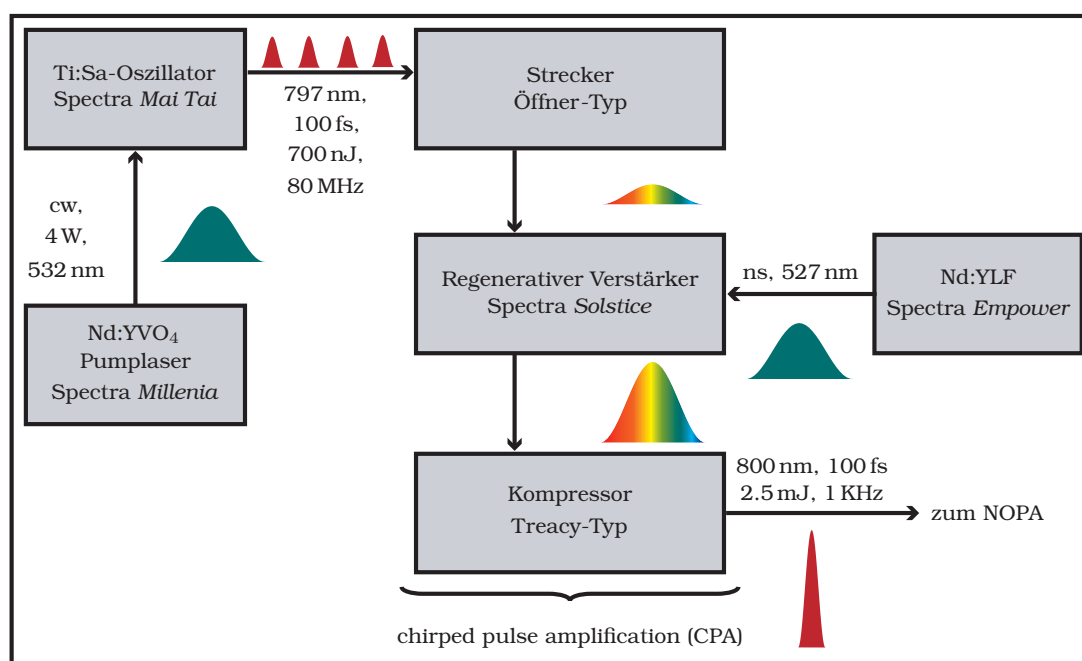 Ti:Sa-Oszillator
Spectra Mai Tai
797 nm,
100 fs,
700 nJ,
80 MHz
Strecker
Öffner-Typ
cw,
4 W,
532 nm
Regenerativer Verstärker
Spectra Solstice
ns, 527 nm
Nd:YLF
Spectra Empower
Nd:YVO₄
Pumplaser
Spectra Millenia
Kompressor
Treacy-Typ
800 nm, 100 fs
2.5 mJ, 1 KHz
zum NOPA
chirped pulse amplification (CPA)